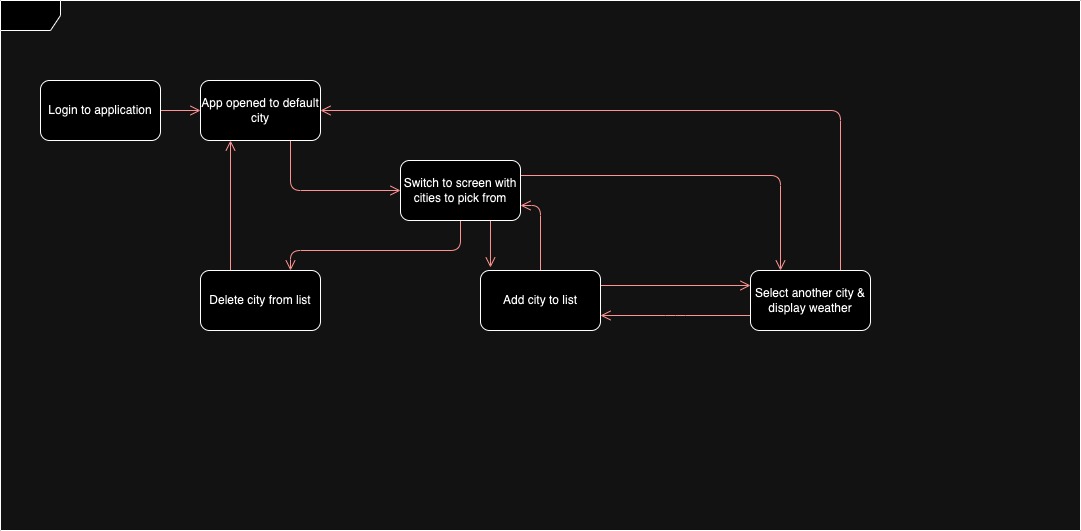 Login to application
App opened to default
city
Switch to screen with
cities to pick from
Delete city from list
Add city to list
Select another city &
display weather